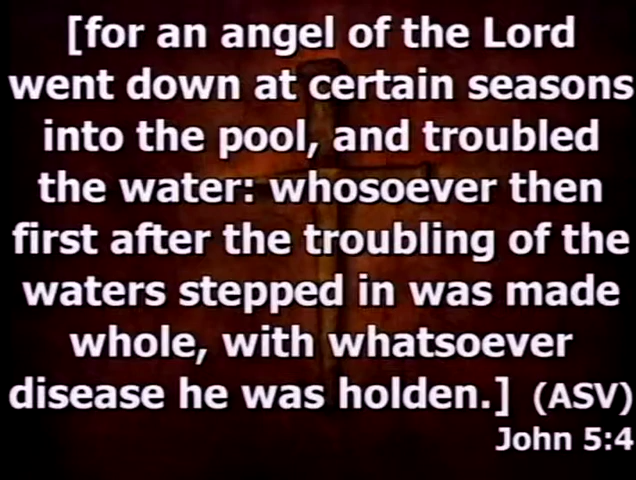 [for an angel of the Lord
went down at certain seasons
into the pool, and troubled
the water: whosoever then
first after the troubling of the
waters stepped in was made
whole, with whatsoever
disease he was holden.] (ASV)
John 5:4